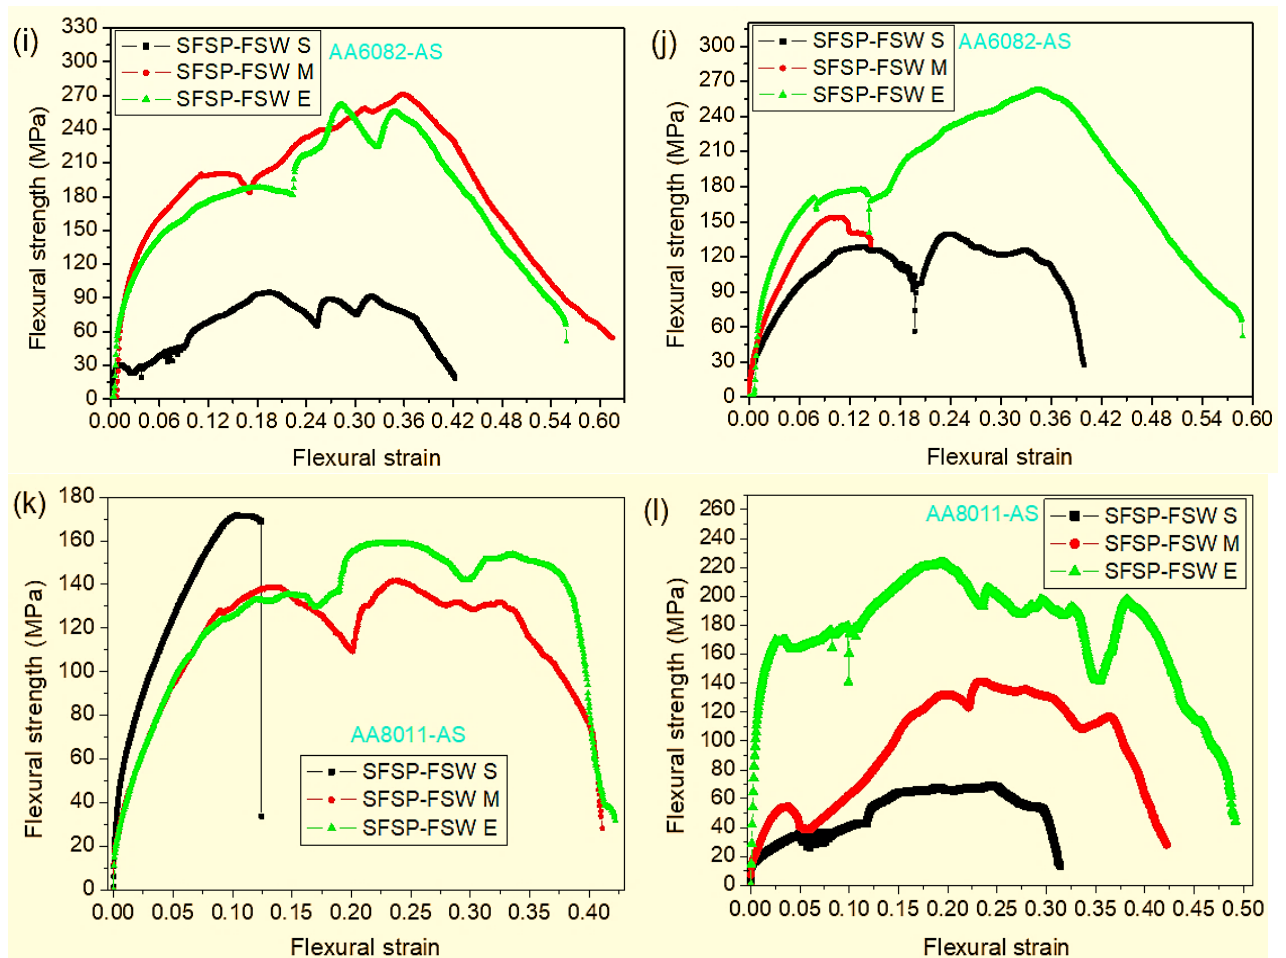 (i)
SFSP-FSW S
SFSP-FSW M
SFSP-FSW E
AA6082-AS
330
300
270
240
210
180
150
120
90
60
30
0
Flexural strength (MPa)
0.00 0.06 0.12 0.18 0.24 0.30 0.36 0.42 0.48 0.54 0.60
Flexural strain
(j)
SFSP-FSW S
SFSP-FSW M
SFSP-FSW E
AA6082-AS
300
270
240
210
180
150
120
90
60
30
0
Flexural strength (MPa)
0.00 0.06 0.12 0.18 0.24 0.30 0.36 0.42 0.48 0.54 0.60
Flexural strain
(k)
180
160
140
120
100
80
60
40
20
0
Flexural strength (MPa)
AA8011-AS
SFSP-FSW S
SFSP-FSW M
SFSP-FSW E
0.00 0.05 0.10 0.15 0.20 0.25 0.30 0.35 0.40
Flexural strain
(l)
AA8011-AS
SFSP-FSW S
SFSP-FSW M
SFSP-FSW E
260
240
220
200
180
160
140
120
100
80
60
40
20
0
Flexural strength (MPa)
0.00 0.05 0.10 0.15 0.20 0.25 0.30 0.35 0.40 0.45 0.50
Flexural strain